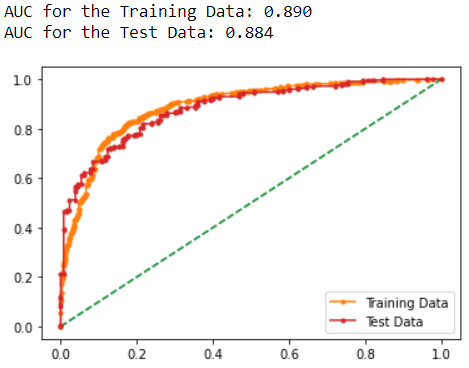 AUC for the Training Data: 0.890
AUC for the Test Data: 0.884
1.0
0.8
0.6
0.4
0.2
0.0
0.0 0.2 0.4 0.6 0.8 1.0
Training Data
Test Data